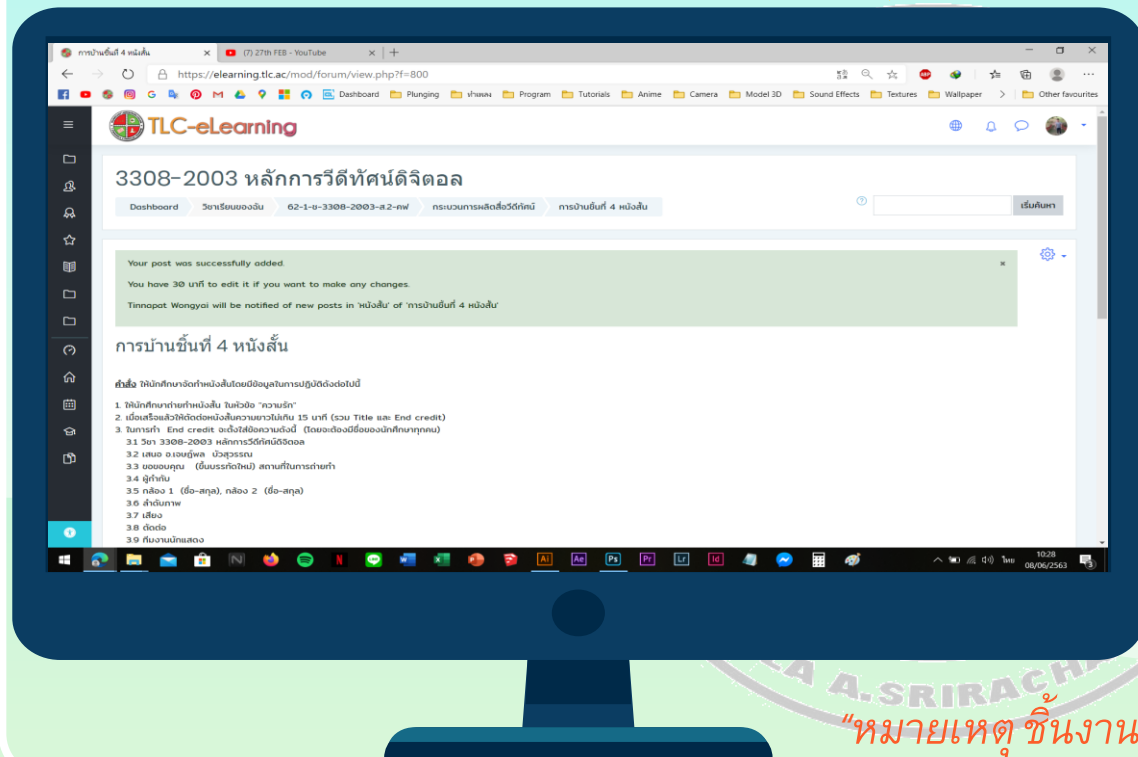 การบ้านชิ้นที่ 4 หนังสั้น
(7) 27th FEB - YouTube
https://elearning.tlc.ac/mod/forum/view.php?f=800
Dashboard Plunging Program Tutorials Anime Camera Model 3D Sound Effects Textures Wallpaper Other favourites
TLC-eLearning
3308-2003 หลักการวีดีทัศน์ดิจิตอล
Dashboard วิชาเรียนของฉัน 62-1-ช-3308-2003-ส.2-คฟ กระบวนการผลิตสื่อวีดีทัศน์ การบ้านชิ้นที่ 4 หนังสั้น เริ่มค้นหา
Your post was successfully added.
You have 30 นาที to edit it if you want to make any changes.
Tinnapat Wongyai will be notified of new posts in 'หนังสั้น' of 'การบ้านชิ้นที่ 4 หนังสั้น'
การบ้านชิ้นที่ 4 หนังสั้น
คำสั่ง ให้นักศึกษาจัดทำหนังสั้นโดยมีข้อมูลในการปฏิบัติดังต่อไปนี้
1. ให้นักศึกษาถ่ายทำหนังสั้น ในหัวข้อ "ความรัก"
2. เมื่อเสร็จแล้วให้ตัดต่อหนังสั้นความยาวไม่เกิน 15 นาที (รวม Title และ End credit)
3. ในการทำ End credit จะต้องใส่ข้อความดังนี้ (โดยจะต้องมีชื่อของนักศึกษาทุกคน)
3.1 วิชา 3308-2003 หลักการวีดีทัศน์ดิจิตอล
3.2 เสนอ อ.เจษฎ์พล บัวสุวรรณ
3.3 ขอขอบคุณ (ขึ้นบรรทัดใหม่) สถานที่ในการถ่ายทำ
3.4 ผู้กำกับ
3.5 กล้อง 1 (ชื่อ-สกุล), กล้อง 2 (ชื่อ-สกุล)
3.6 ลำดับภาพ
3.7 เสียง
3.8 ตัดต่อ
3.9 ทีมงานนักแสดง
Ai Ae Ps Pr Lr Id
ไทย
10:28
08/06/2563
A A.SRIRACHA
"หมายเหตุ ชิ้นงาน